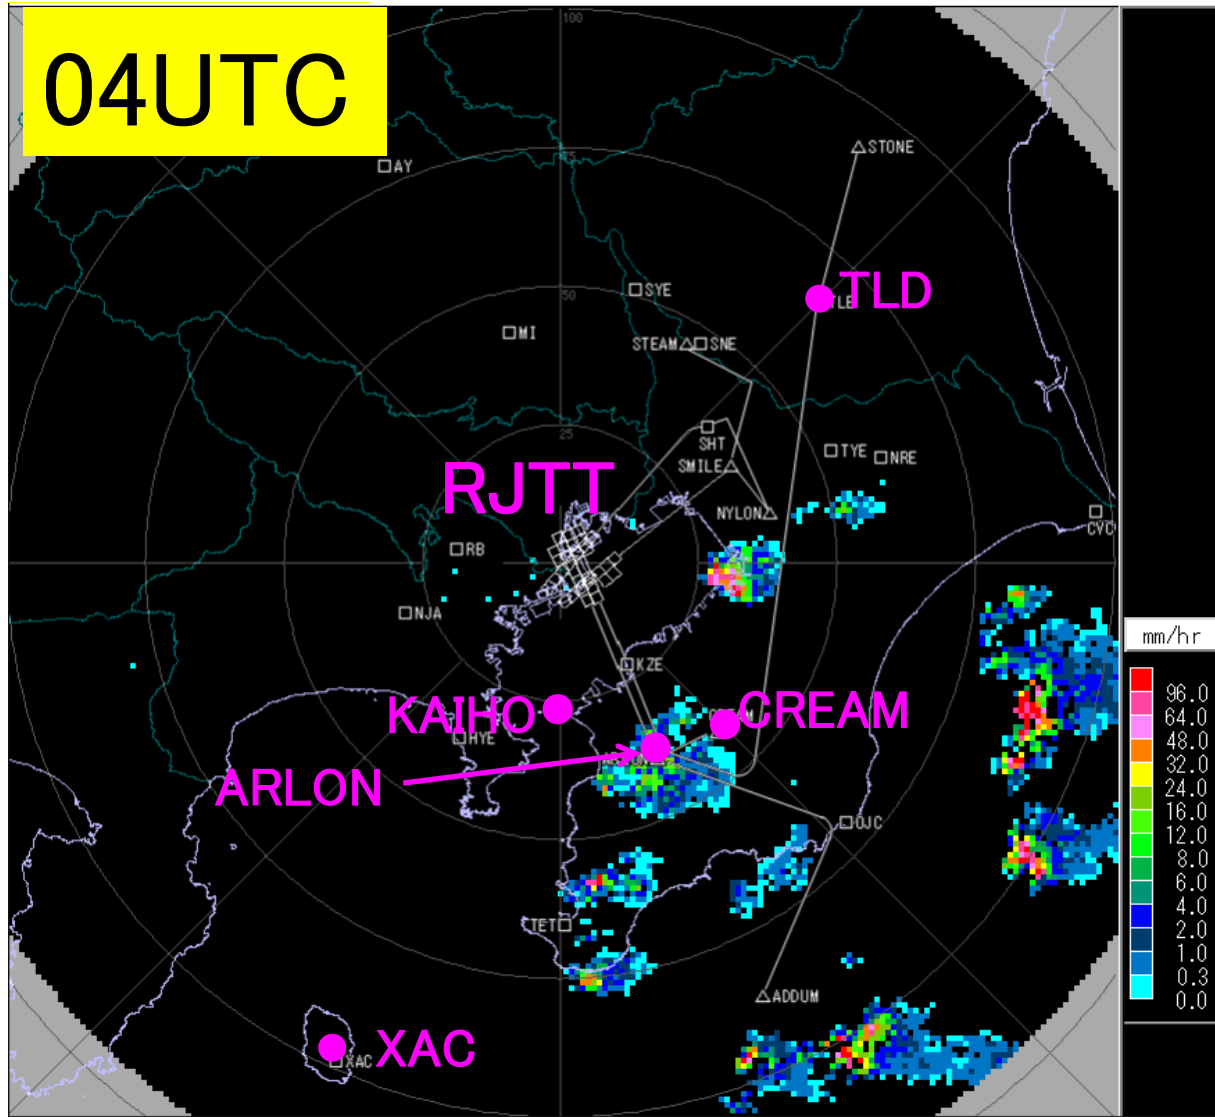 04UTC
100
AY
75
STONE
TLD
SYE
50
MI
STEAM
SNE
25
SHT
SMILE
TYE
NRE
RJTT
NYLON
CYC
RB
NJA
mm/hr
KZE
KAIHO
CREAM
HYE
ARLON
OJC
TET
ADDUM
XAC
XAC
96.0
64.0
48.0
32.0
24.0
16.0
12.0
8.0
6.0
4.0
2.0
1.0
0.3
0.0